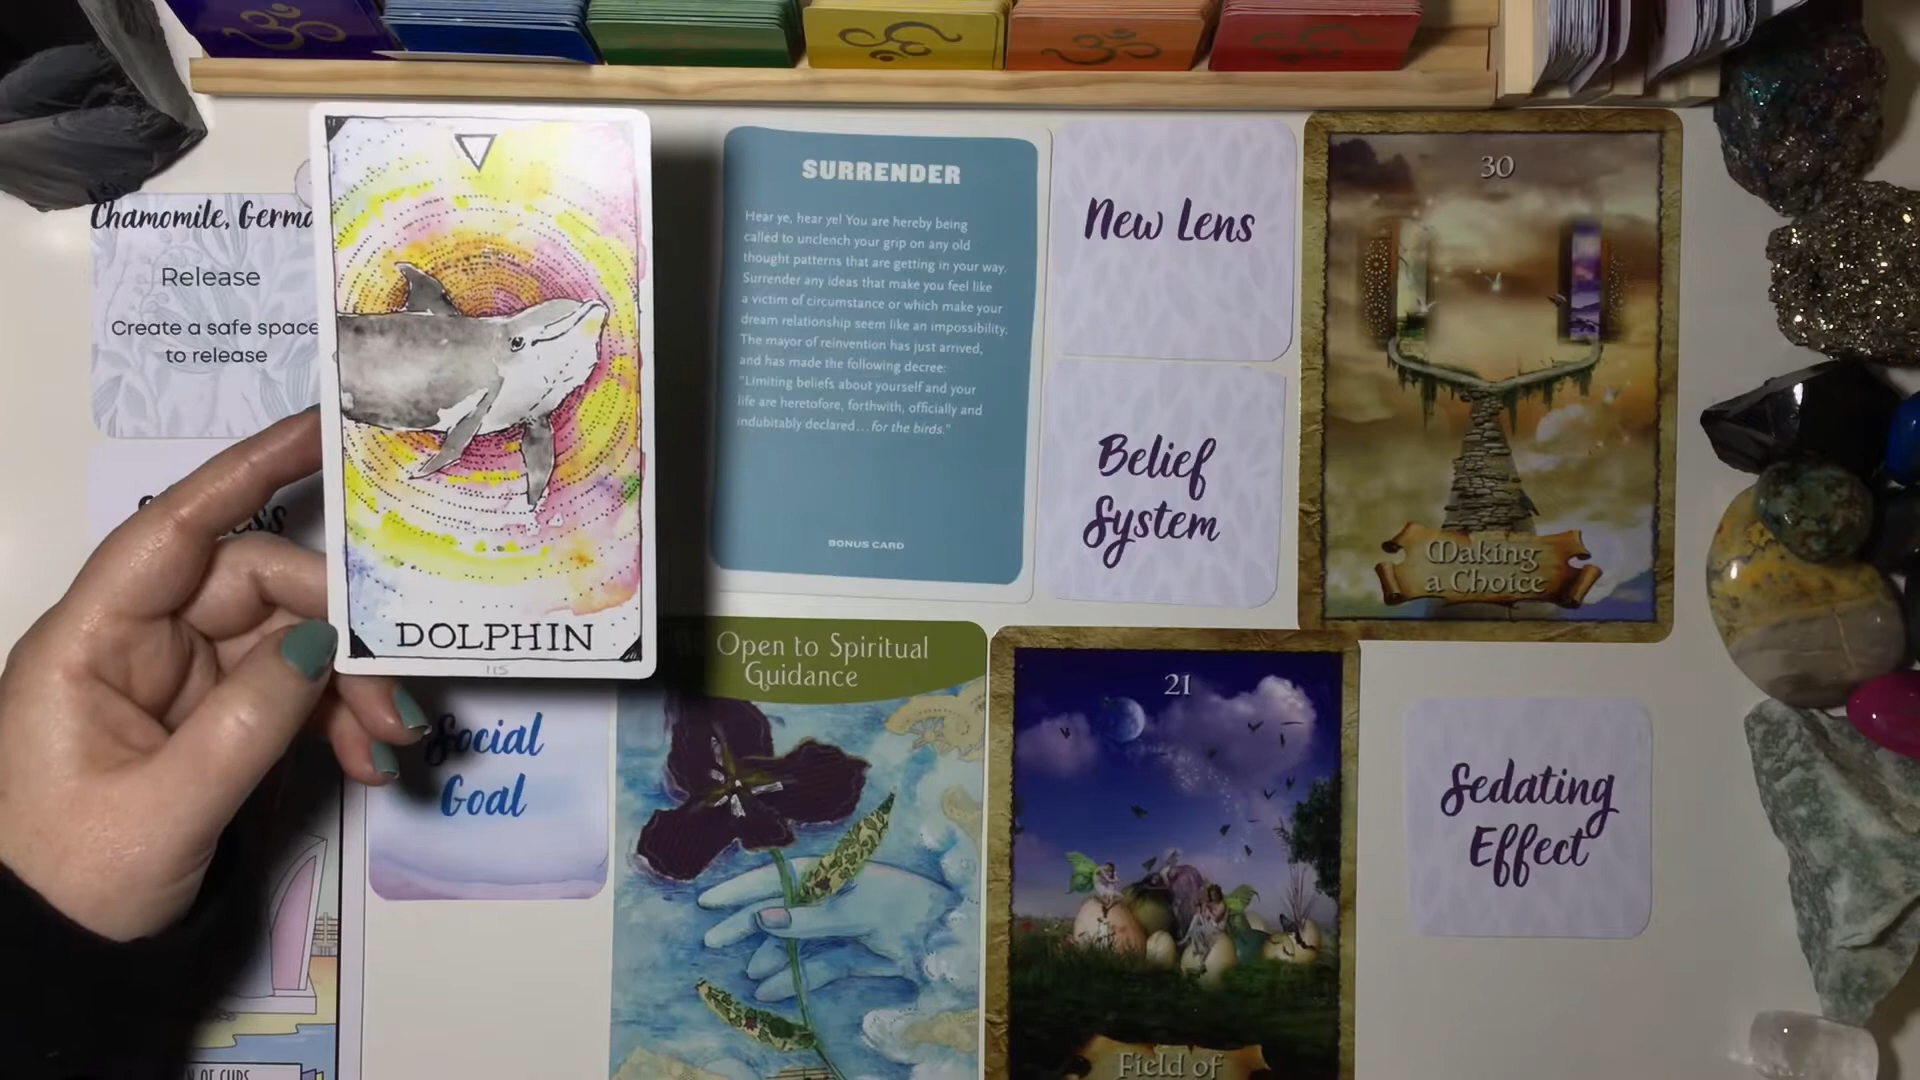 Chamomile, Germa
Release
Create a safe space
to release
ss
DOLPHIN
115
SURRENDER
Hear ye, hear ye! You are hereby being
called to unclench your grip on any old
thought patterns that are getting in your way.
Surrender any ideas that make you feel like
a victim of circumstance or which make your
dream relationship seem like an impossibility.
The mayor of reinvention has just arrived,
and has made the following decree:
"Limiting beliefs about yourself and your
life are heretofore, forthwith, officially and
indubitably declared...for the birds."
BONUS CARD
New Lens
Belief
System
30
Making
a Choice
Social
Goal
Open to Spiritual
Guidance
21
Field of
Sedating
Effect
OF CUPS